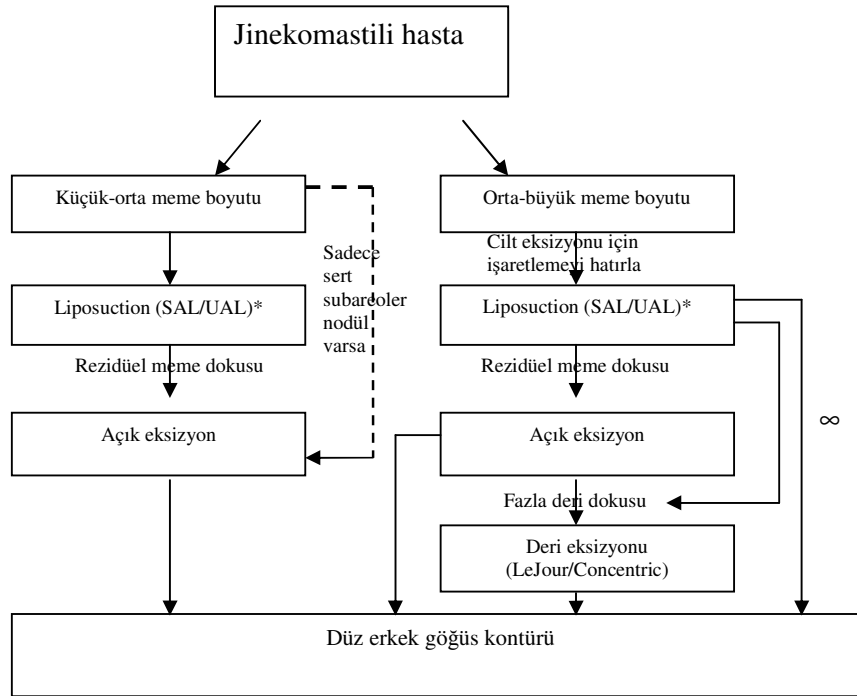 Jinekomastili hasta
Küçük-orta meme boyutu
Orta-büyük meme boyutu
Sadece
sert
subareoler
nodül
varsa
Cilt eksizyonu için
işaretlemeyi hatırla
Liposuction (SAL/UAL)*
Liposuction (SAL/UAL)*
Rezidüel meme dokusu
Rezidüel meme dokusu
Açık eksizyon
Açık eksizyon
∞
Fazla deri dokusu
Deri eksizyonu
(LeJour/Concentric)
Düz erkek göğüs kontürü